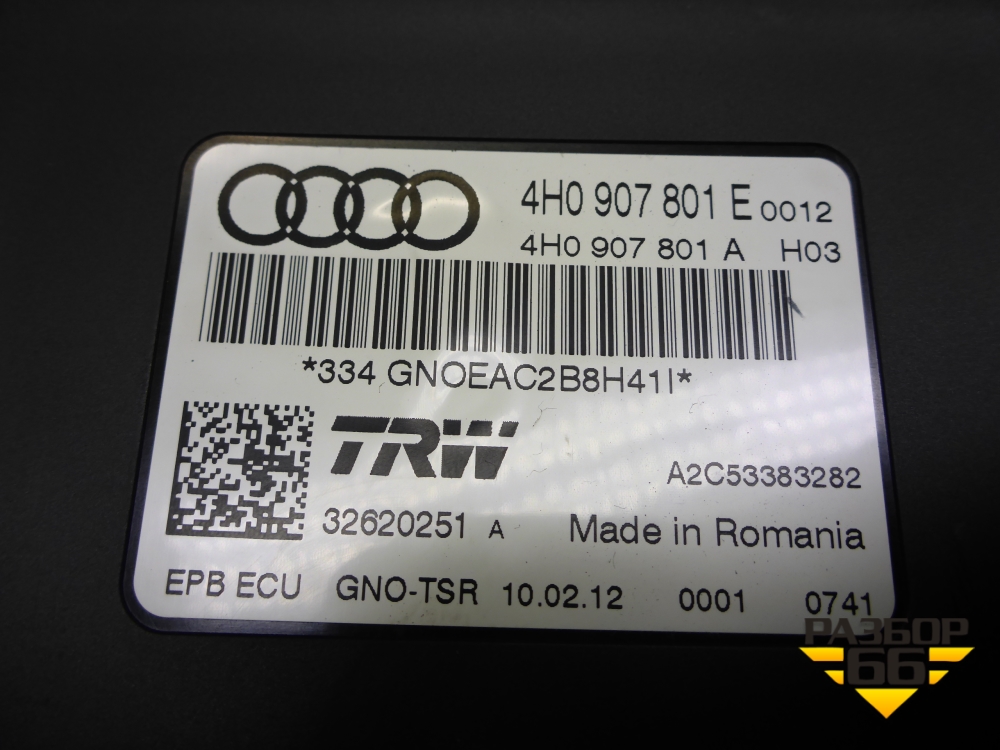 4H0 907 801 E 0012
4H0 907 801 A H03
*334 GNOEAC2B8H41I*
TRW
A2C53383282
32620251 A Made in Romania
EPB ECU GNO-TSR 10.02.12 0001 0741
РАЗБОР
66